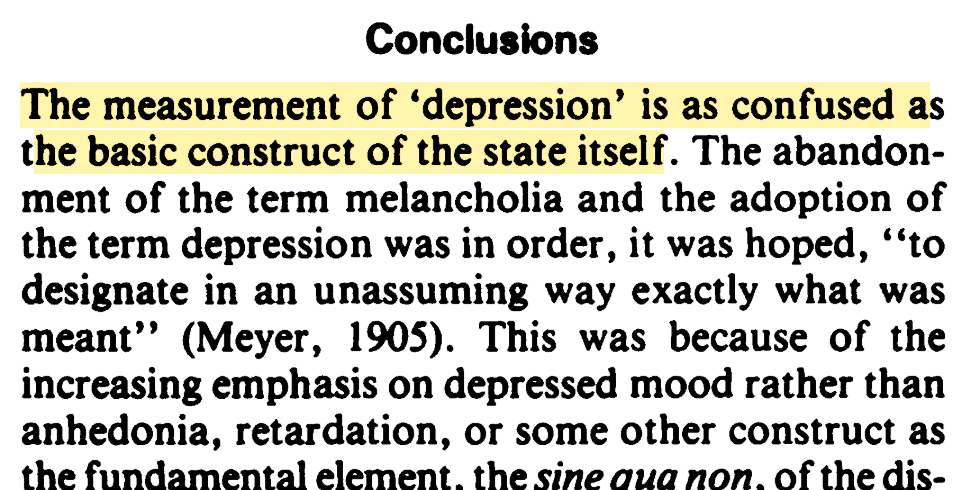 Conclusions
The measurement of ‘depression’ is as confused as
the basic construct of the state itself. The abandon-
ment of the term melancholia and the adoption of
the term depression was in order, it was hoped, “to
designate in an unassuming way exactly what was
meant” (Meyer, 1905). This was because of the
increasing emphasis on depressed mood rather than
anhedonia, retardation, or some other construct as
the fundamental element, the sine qua non, of the dis-